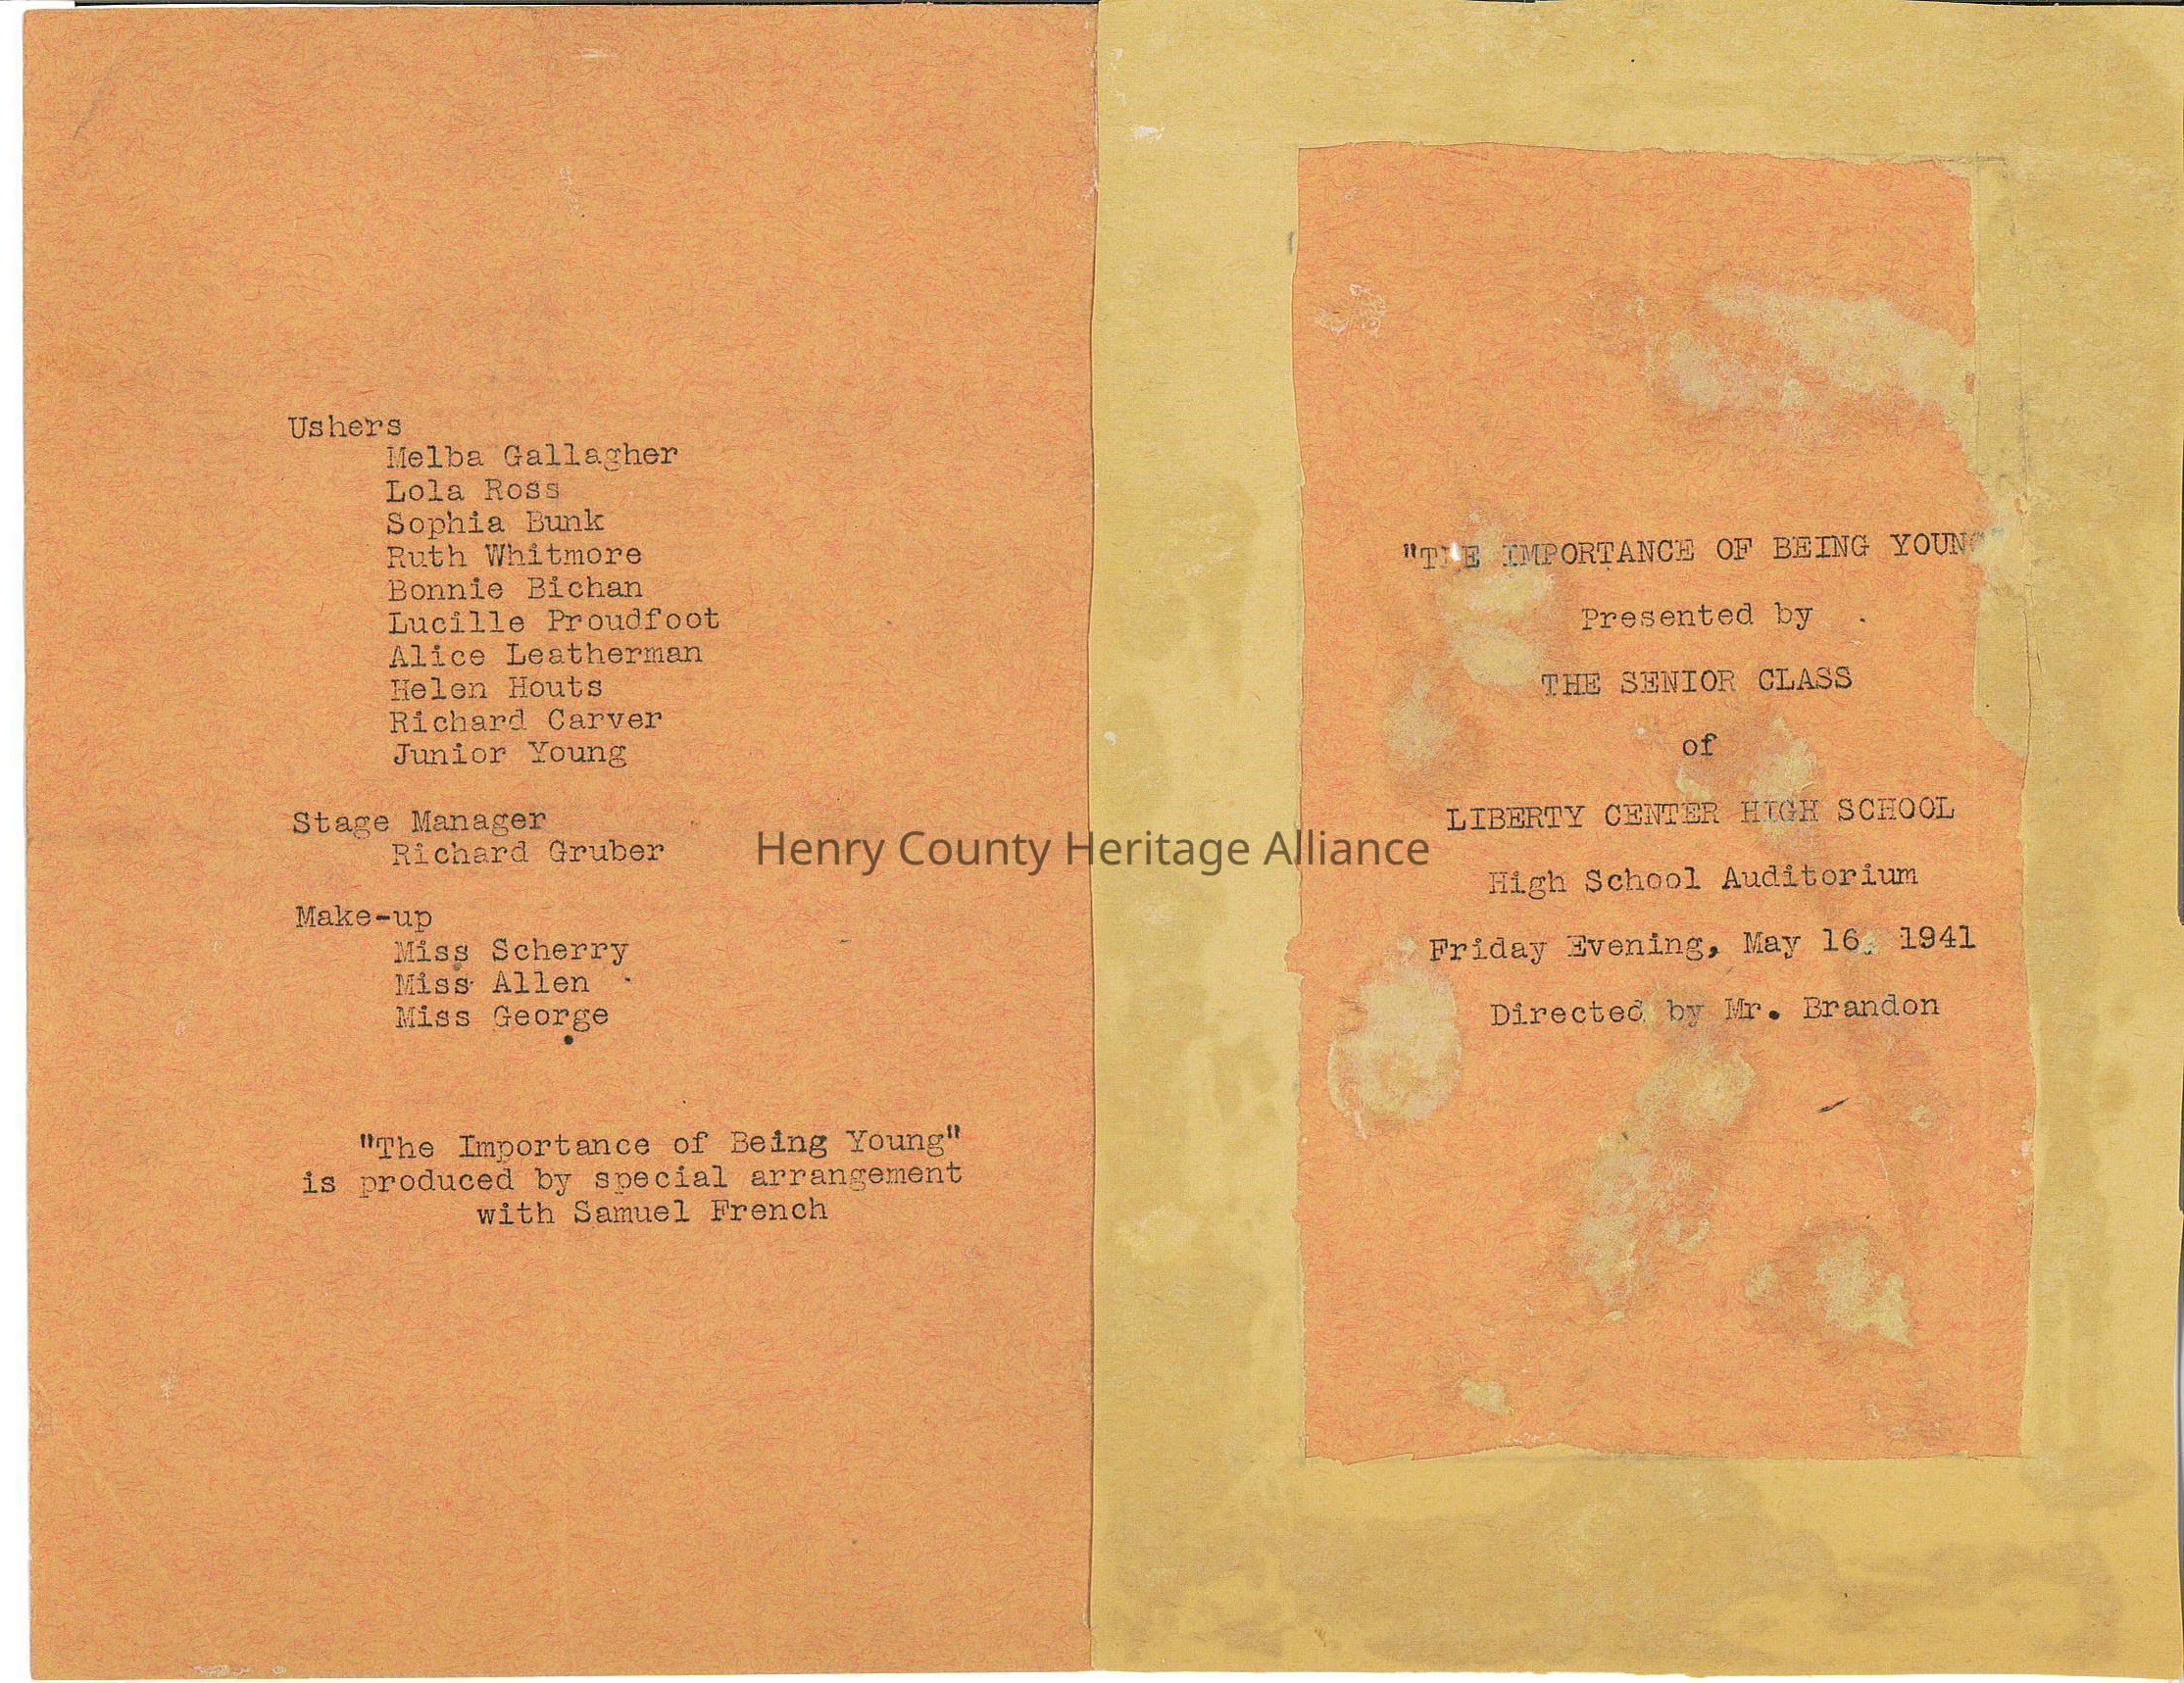 Ushers
Melba Gallagher
Lola Ross
Sophia Bunk
Ruth Whitmore
Bonnie Bichan
Lucille Proudfoot
Alice Leatherman
Helen Houts
Richard Carver
Junior Young
Stage Manager
Richard Gruber
Make-up
Miss Scherry
Miss Allen
Miss George
"The Importance of Being Young"
is produced by special arrangement
with Samuel French
Henry County Heritage Alliance
"THE IMPORTANCE OF BEING YOUNG"
Presented by
THE SENIOR CLASS
of
LIBERTY CENTER HIGH SCHOOL
High School Auditorium
Friday Evening, May 16, 1941
Directed by Mr. Brandon